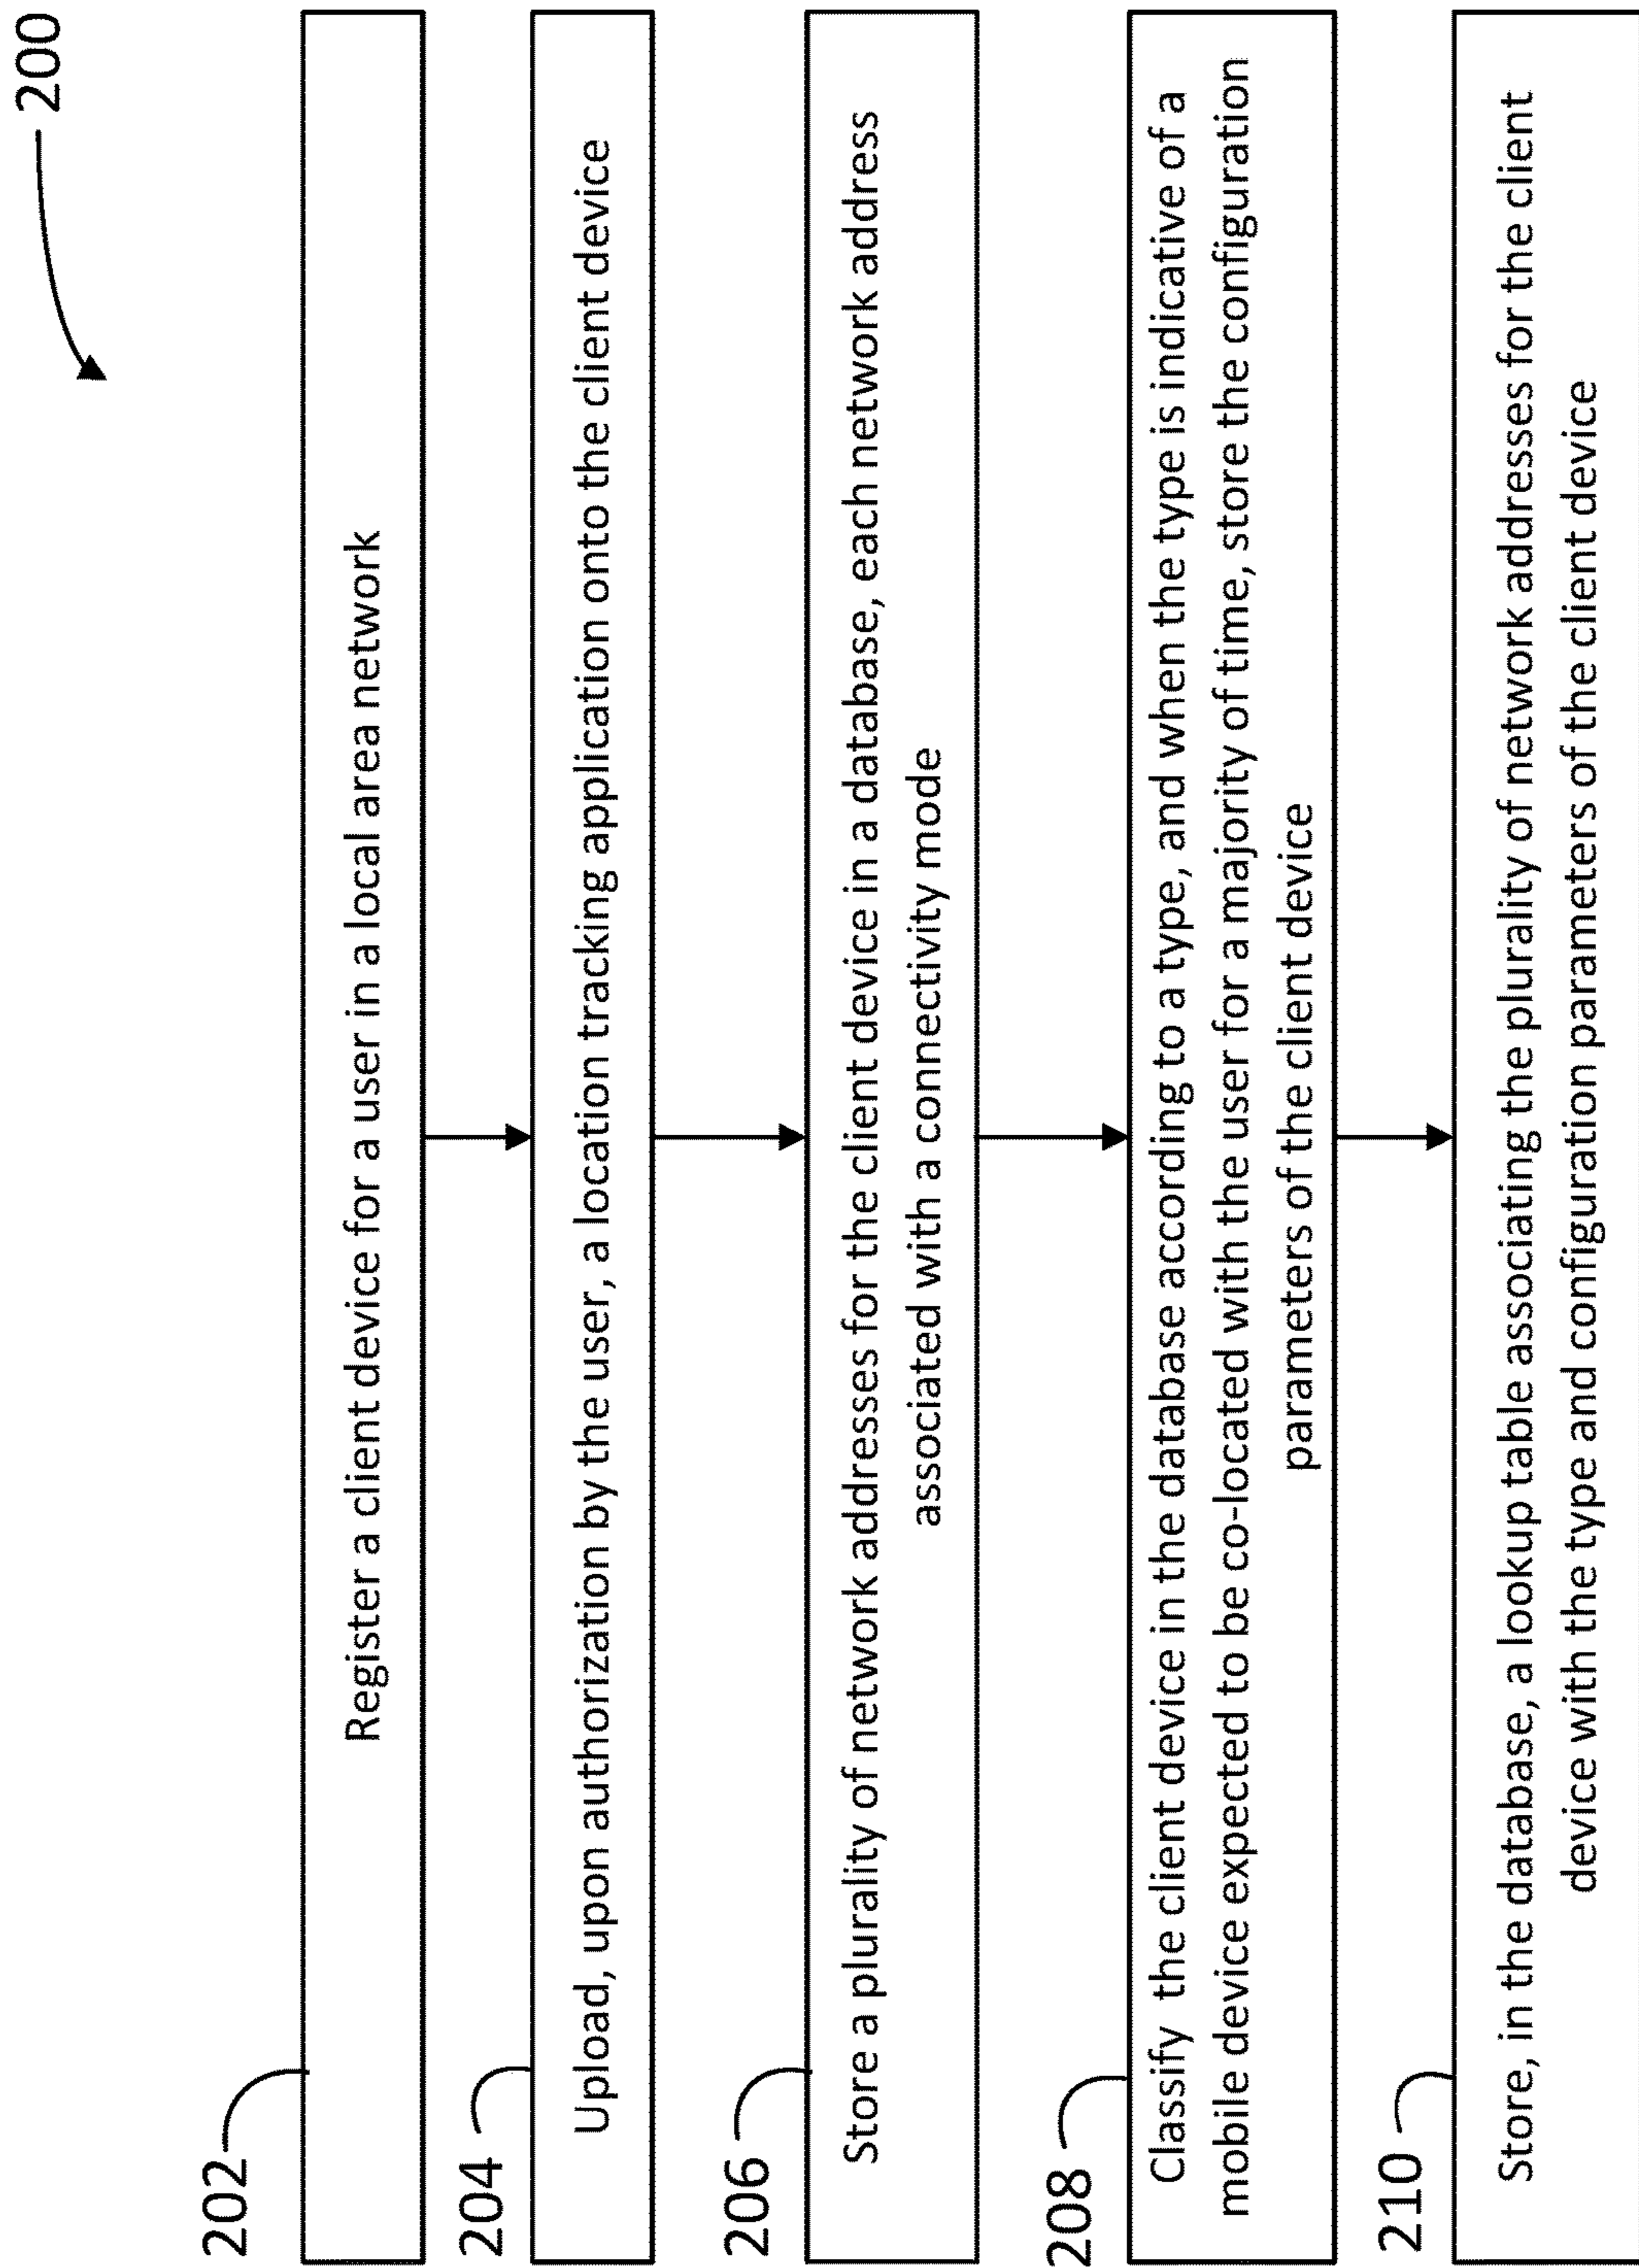 200
202
Register a client device for a user in a local area network
204
Upload, upon authorization by the user, a location tracking application onto the client device
206
Store a plurality of network addresses for the client device in a database, each network address
associated with a connectivity mode
208
Classify the client device in the database according to a type, and when the type is indicative of a
mobile device expected to be co-located with the user for a majority of time, store the configuration
parameters of the client device
210
Store, in the database, a lookup table associating the plurality of network addresses for the client
device with the type and configuration parameters of the client device